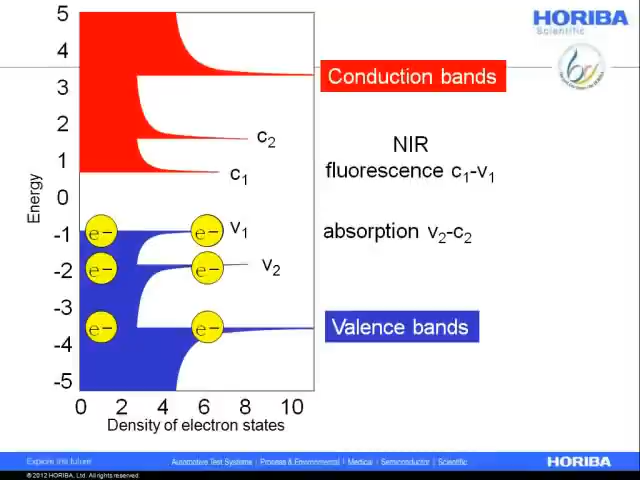 HORIBA
Scientific
5
4
3
2
1
0
-1
-2
-3
-4
-5
Energy
0 2 4 6 8 10
Density of electron states
c2
c1
v1
v2
e- e-
e- e-
e- e-
Conduction bands
NIR
fluorescence c1-v1
absorption v2-c2
Valence bands
Explore the future
Automotive Test Systems | Process & Environmental | Medical | Semiconductor | Scientific
HORIBA
© 2012 HORIBA, Ltd. All rights reserved